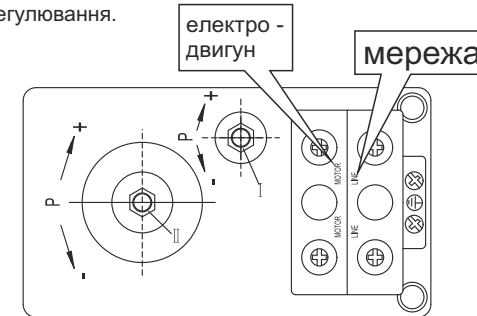 егулювання.
електро -
двигун
мережа
+
P
-
+
P
-
I
II
MOTOR
LINE
MOTOR
LINE